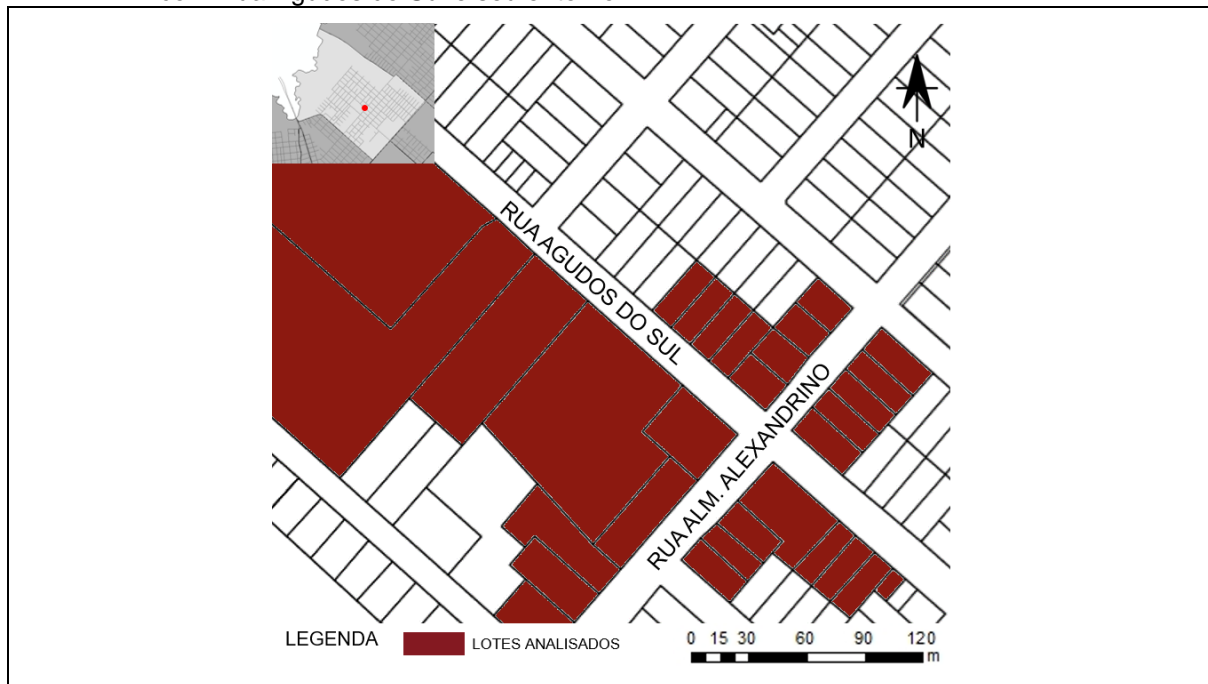 N
RUA AGUDOS DO SUL
RUA ALM. ALEXANDRINO
LEGENDA
LOTES ANALISADOS
0 15 30 60 90 120
m